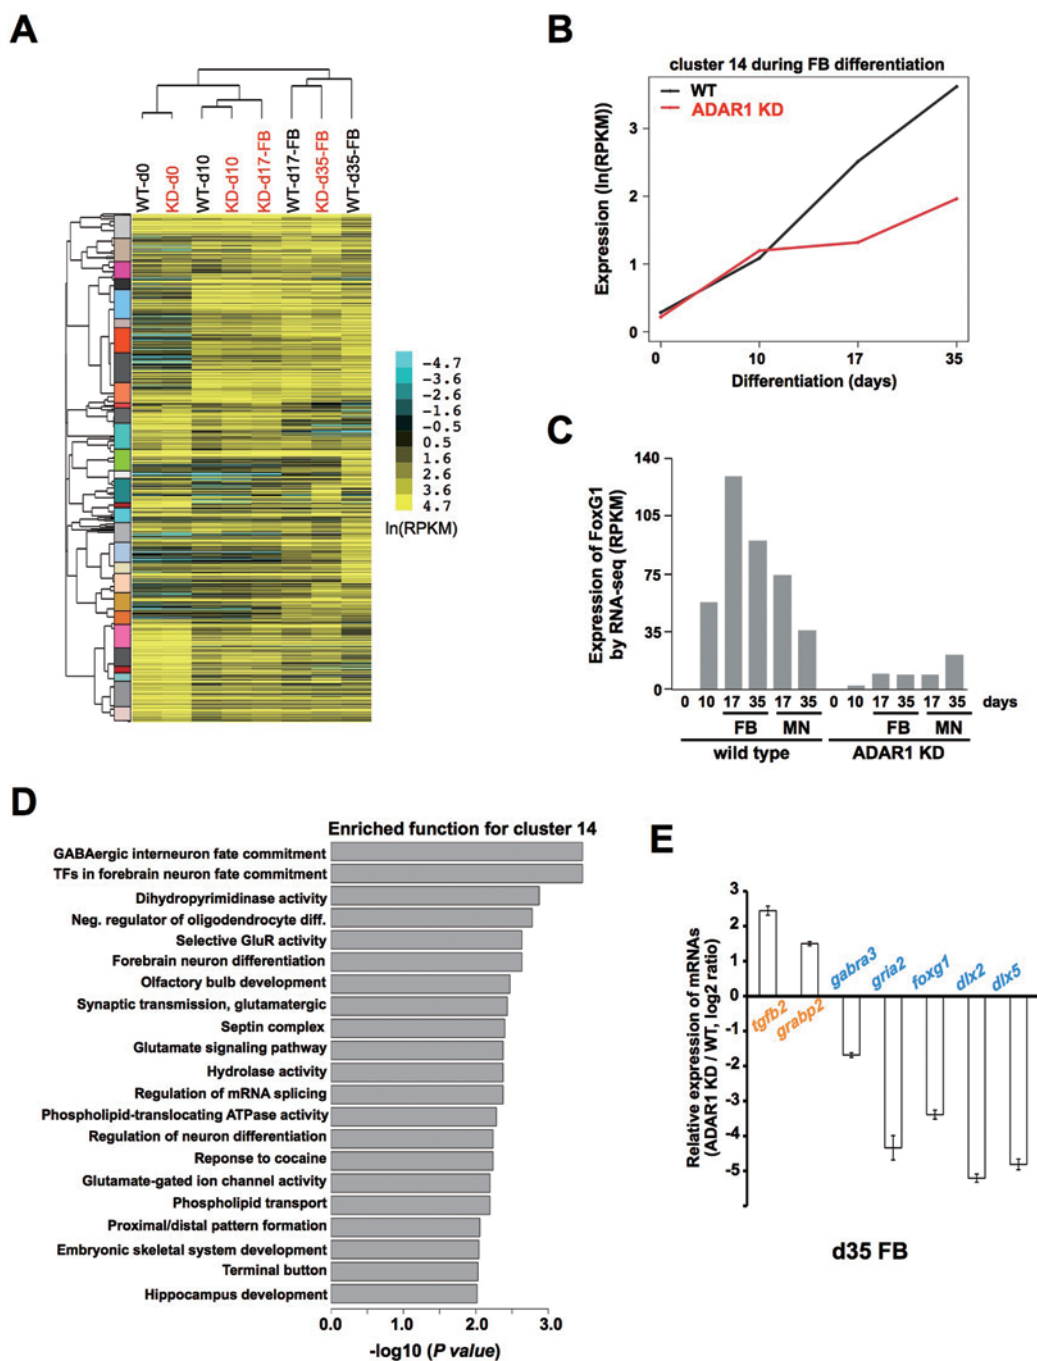 A
WT-d0
KD-d0
WT-d10
KD-d10
KD-d17-FB
WT-d17-FB
KD-d35-FB
WT-d35-FB
-4.7
-3.6
-2.6
-1.6
-0.5
0.5
1.6
2.6
3.6
4.7
ln(RPKM)
B
cluster 14 during FB differentiation
WT
ADAR1 KD
Expression (ln(RPKM))
3
2
1
0
0
10
17
35
Differentiation (days)
C
Expression of FoxG1
by RNA-seq (RPKM)
140
105
75
35
0
0 10 17 35 17 35 0 10 17 35 17 35 days
FB MN FB MN
wild type ADAR1 KD
D
Enriched function for cluster 14
GABAergic interneuron fate commitment
TFs in forebrain neuron fate commitment
Dihydropyrimidinase activity
Neg. regulator of oligodendrocyte diff.
Selective GluR activity
Forebrain neuron differentiation
Olfactory bulb development
Synaptic transmission, glutamatergic
Septin complex
Glutamate signaling pathway
Hydrolase activity
Regulation of mRNA splicing
Phospholipid-translocating ATPase activity
Regulation of neuron differentiation
Reponse to cocaine
Glutamate-gated ion channel activity
Phospholipid transport
Proximal/distal pattern formation
Embryonic skeletal system development
Terminal button
Hippocampus development
0.0 1.0 2.0 3.0
-log10 (P value)
E
Relative expression of mRNAs
(ADAR1 KD / WT, log2 ratio)
3
2
1
0
-1
-2
-3
-4
-5
tgfb2
grabp2
gabra3
gria2
foxg1
dlx2
dlx5
d35 FB